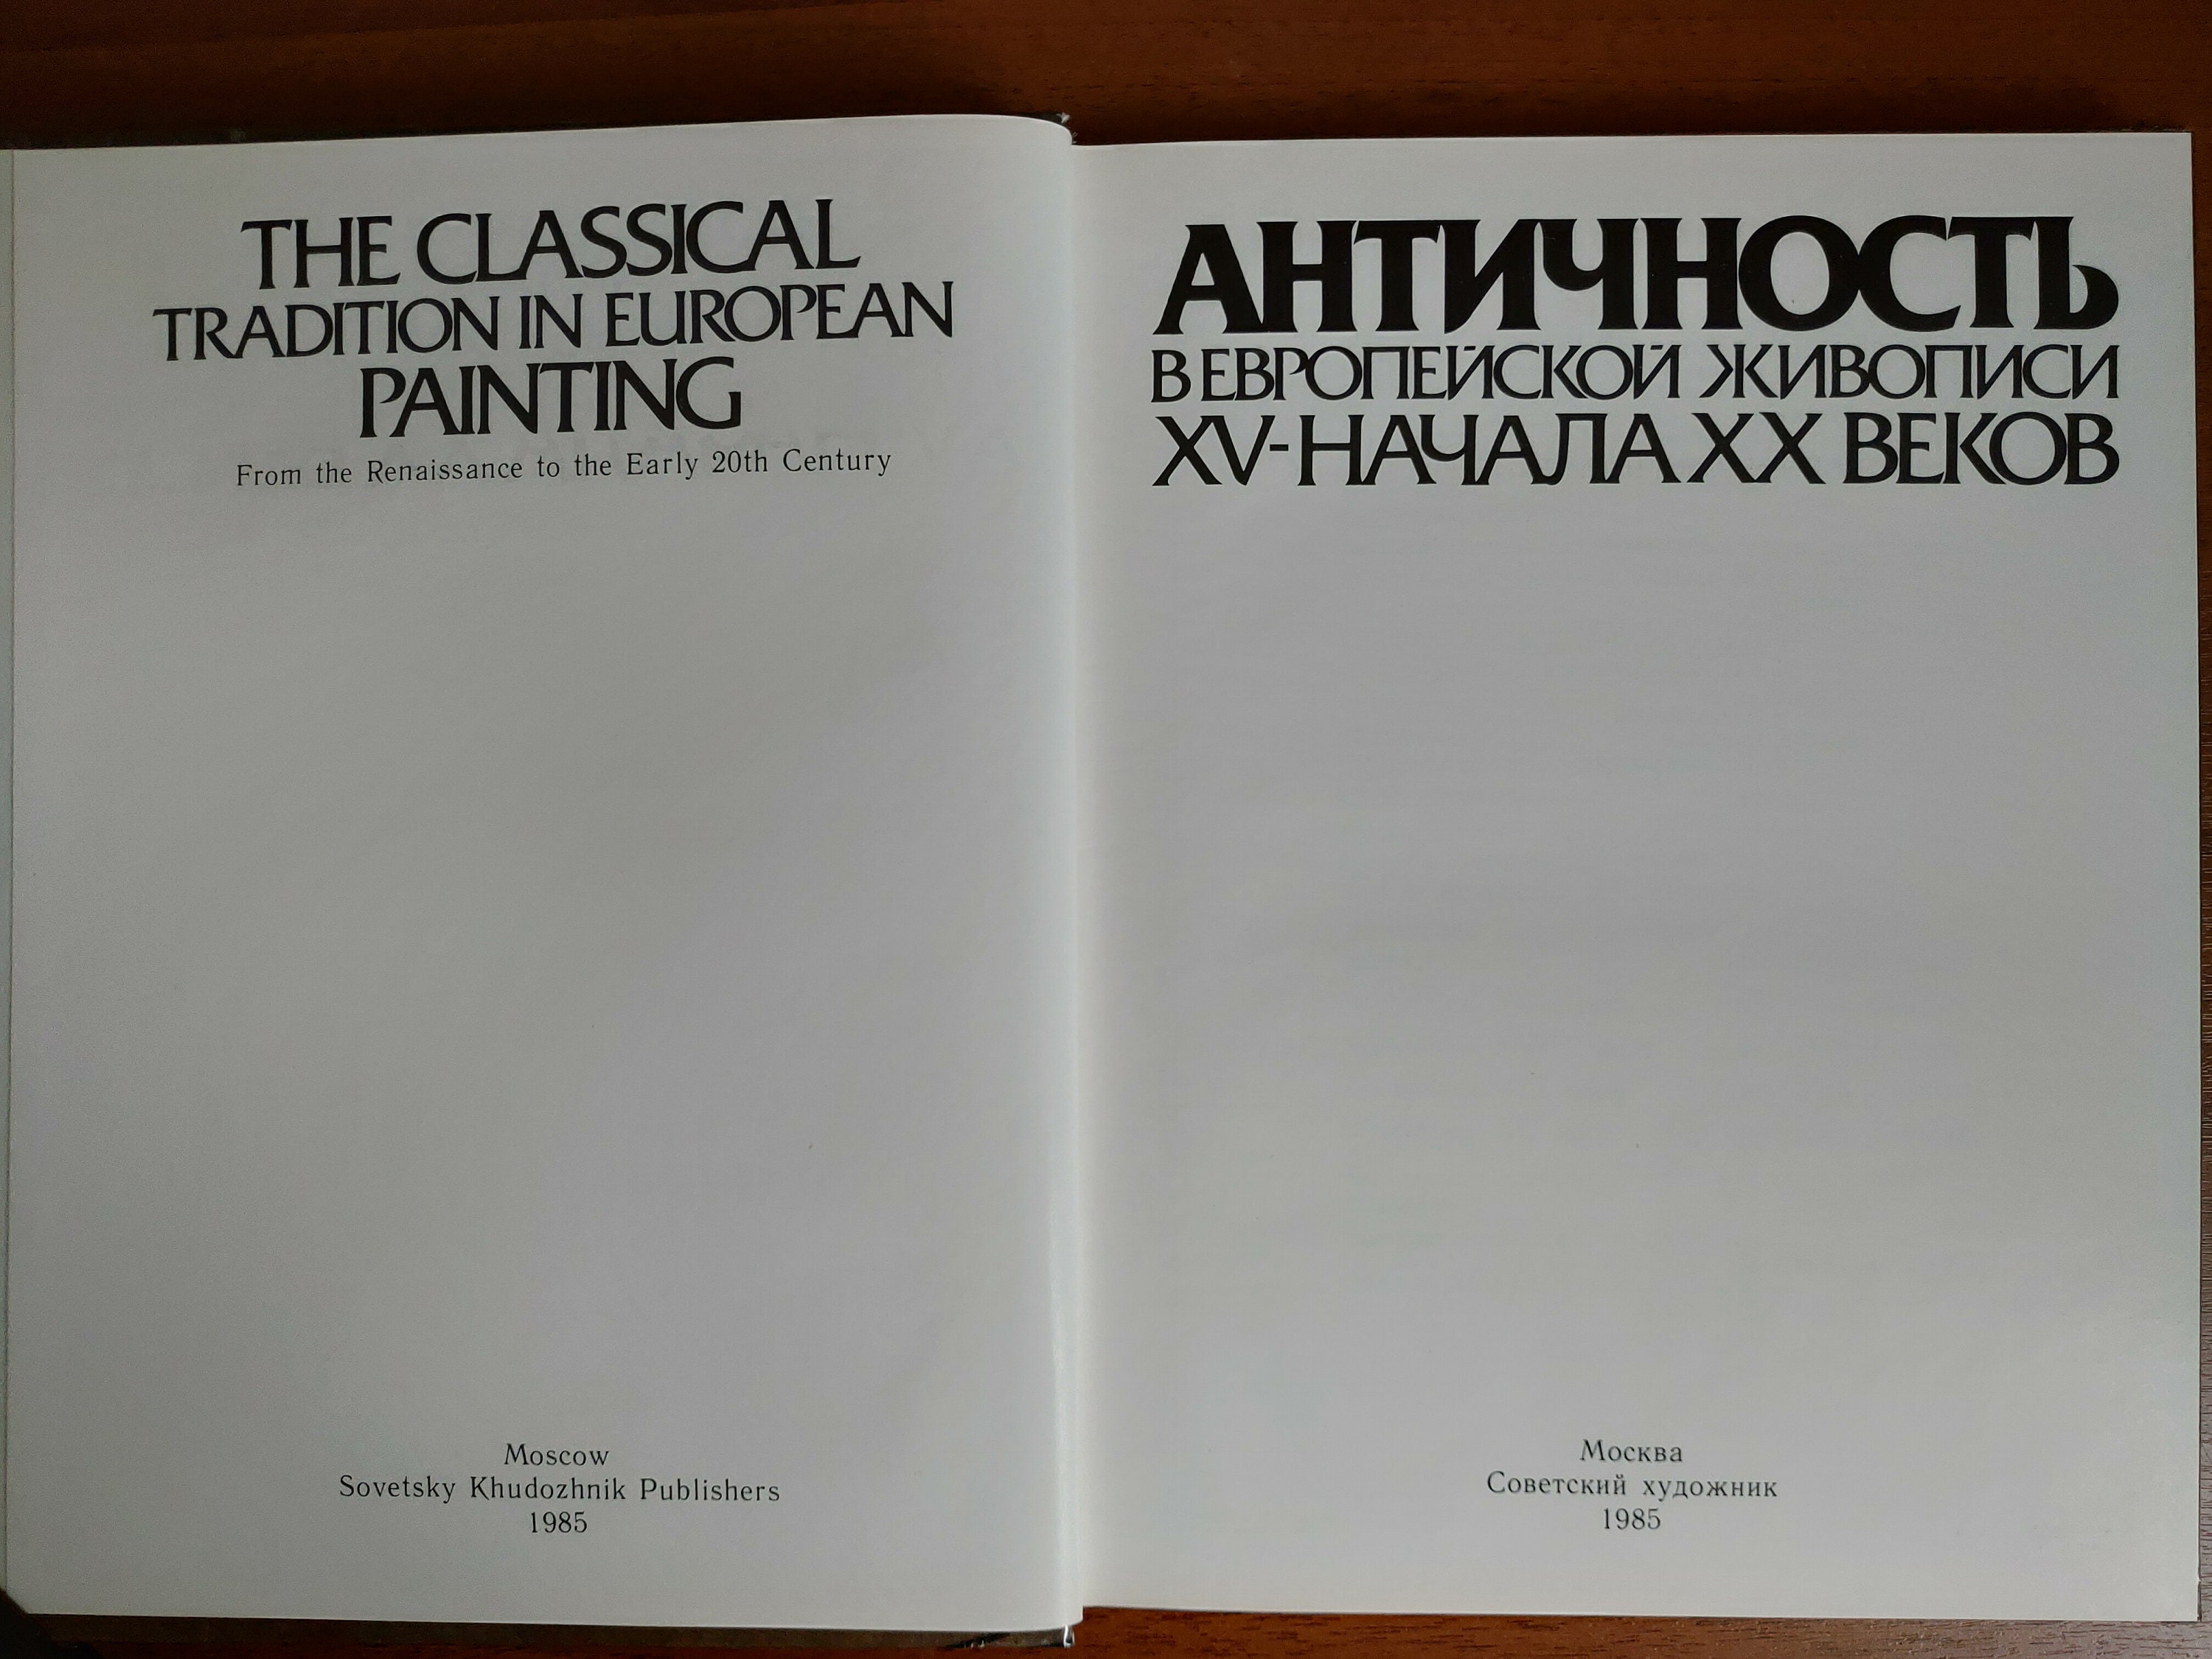 THE CLASSICAL
TRADITION IN EUROPEAN
PAINTING
From the Renaissance to the Early 20th Century
Moscow
Sovetsky Khudozhnik Publishers
1985
АНТИЧНОСТЬ
В ЕВРОПЕЙСКОЙ ЖИВОПИСИ
XV-НАЧАЛА XX ВЕКОВ
Москва
Советский художник
1985